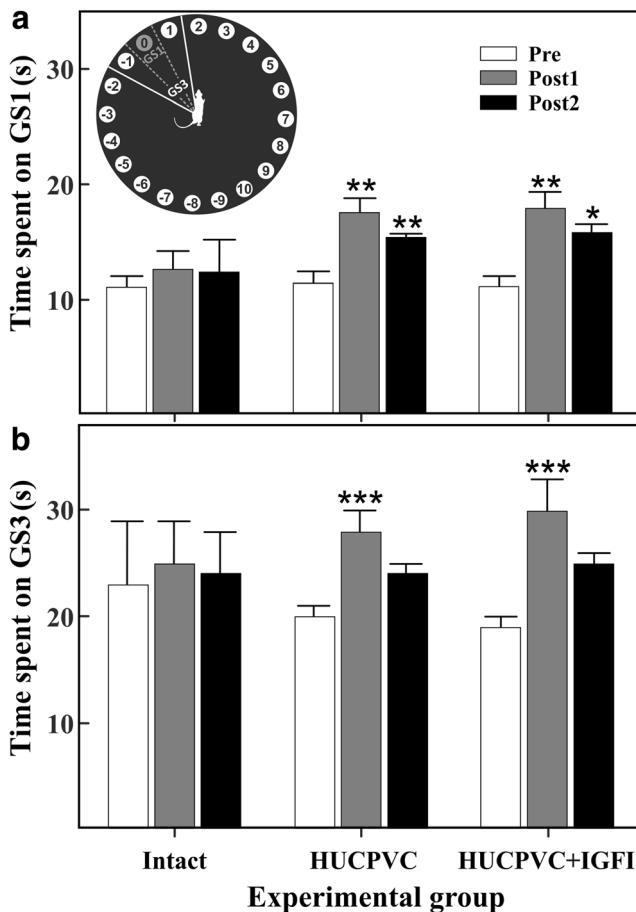 a
Time spent on GS1 (s)
30
20
10
0
1
2
3
4
5
6
7
8
9
10
-9
-8
-7
-6
-5
-4
-3
-2
-1
GS1
GS3
Pre
Post1
Post2
**
**
**
*
b
Time spent on GS3 (s)
30
20
10
***
***
Intact
HUCPVC
HUCPVC+IGFI
Experimental group